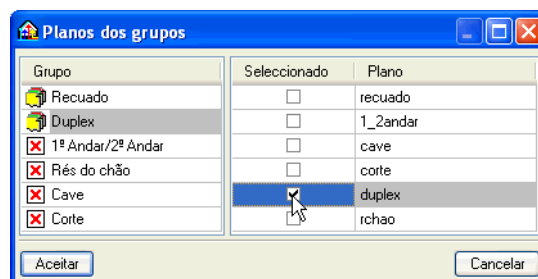 Planos dos grupos
Grupo Seleccionado Plano
Recuado recuado
Duplex 1_2andar
1º Andar/2º Andar cave
Rés do chão corte
Cave duplex
Corte rchao
Aceitar Cancelar